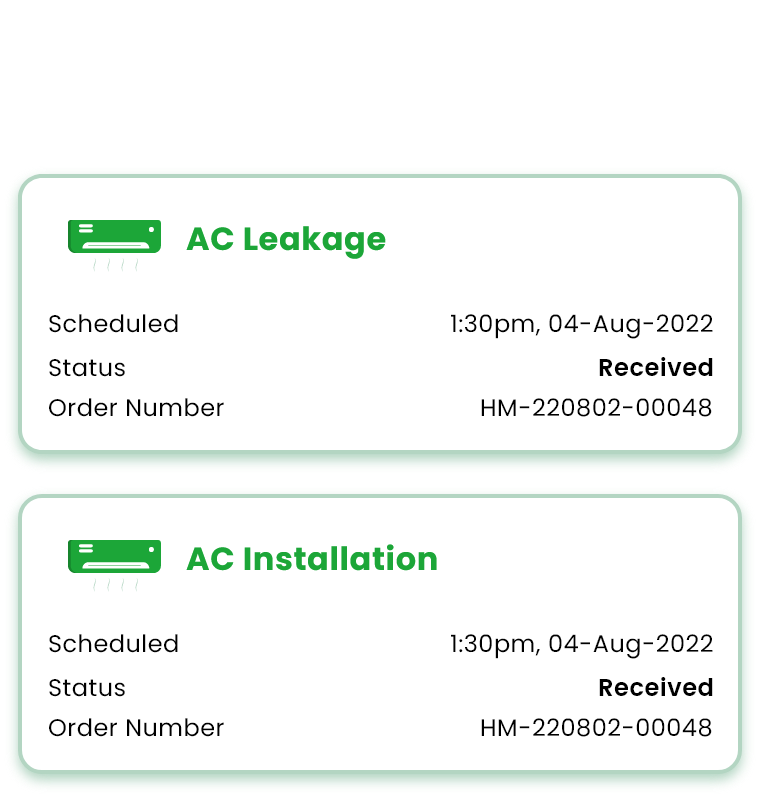 AC Leakage
Scheduled 1:30pm, 04-Aug-2022
Status Received
Order Number HM-220802-00048
AC Installation
Scheduled 1:30pm, 04-Aug-2022
Status Received
Order Number HM-220802-00048